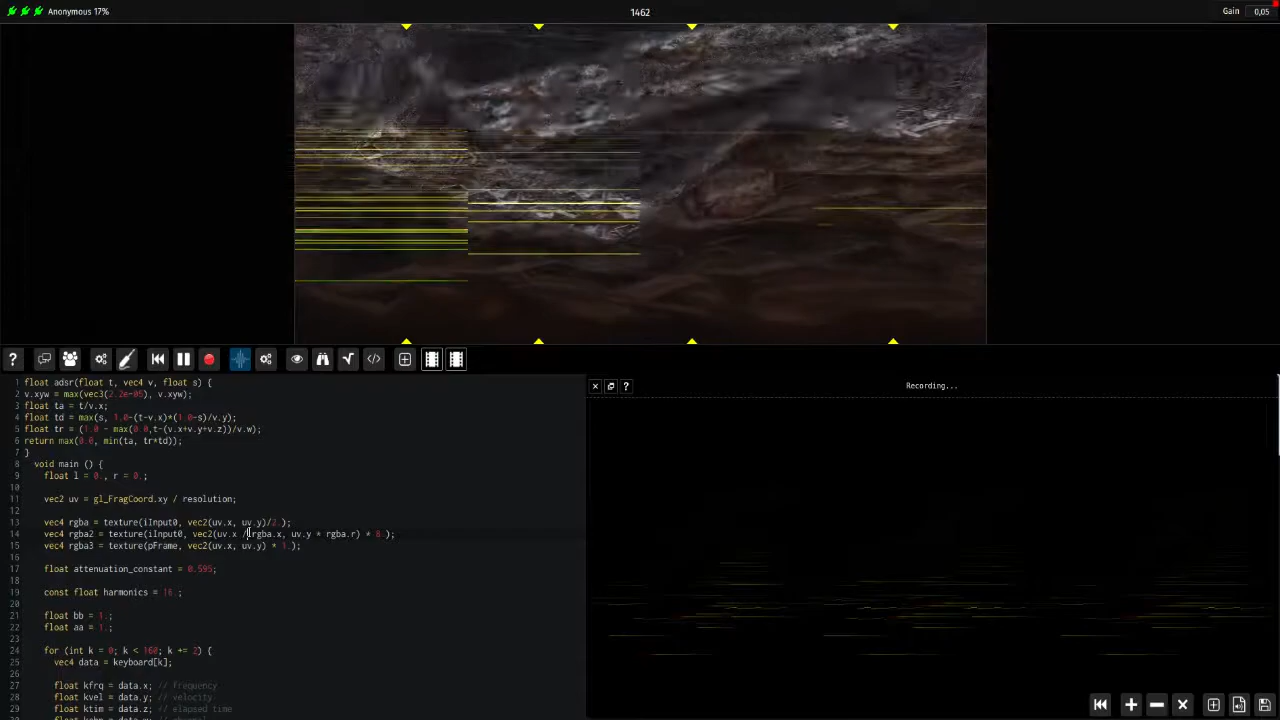 Anonymous 17%
1462
Gain 0,05
?
Recording...
?
1 float adsr(float t, vec4 v, float s) {
2 v.xyw = max(vec3(2.2e-05), v.xyw);
3 float ta = t/v.x;
4 float td = max(s, 1.0-(t-v.x)*(1.0-s)/v.y);
5 float tr = (1.0 - max(0.0,t-(v.x+v.y+v.z))/v.w);
6 return max(0.0, min(ta, tr*td));
7 }
8 void main () {
9 float l = 0., r = 0.;
10
11 vec2 uv = gl_FragCoord.xy / resolution;
12
13 vec4 rgba = texture(iInput0, vec2(uv.x, uv.y)/2.);
14 vec4 rgba2 = texture(iInput0, vec2(uv.x / rgba.x, uv.y * rgba.r) * 8.);
15 vec4 rgba3 = texture(pFrame, vec2(uv.x, uv.y) * 1.);
16
17 float attenuation_constant = 0.595;
18
19 const float harmonics = 16.;
20
21 float bb = 1.;
22 float aa = 1.;
23
24 for (int k = 0; k < 160; k += 2) {
25 vec4 data = keyboard[k];
26
27 float kfrq = data.x; // frequency
28 float kvel = data.y; // velocity
29 float ktim = data.z; // elapsed time